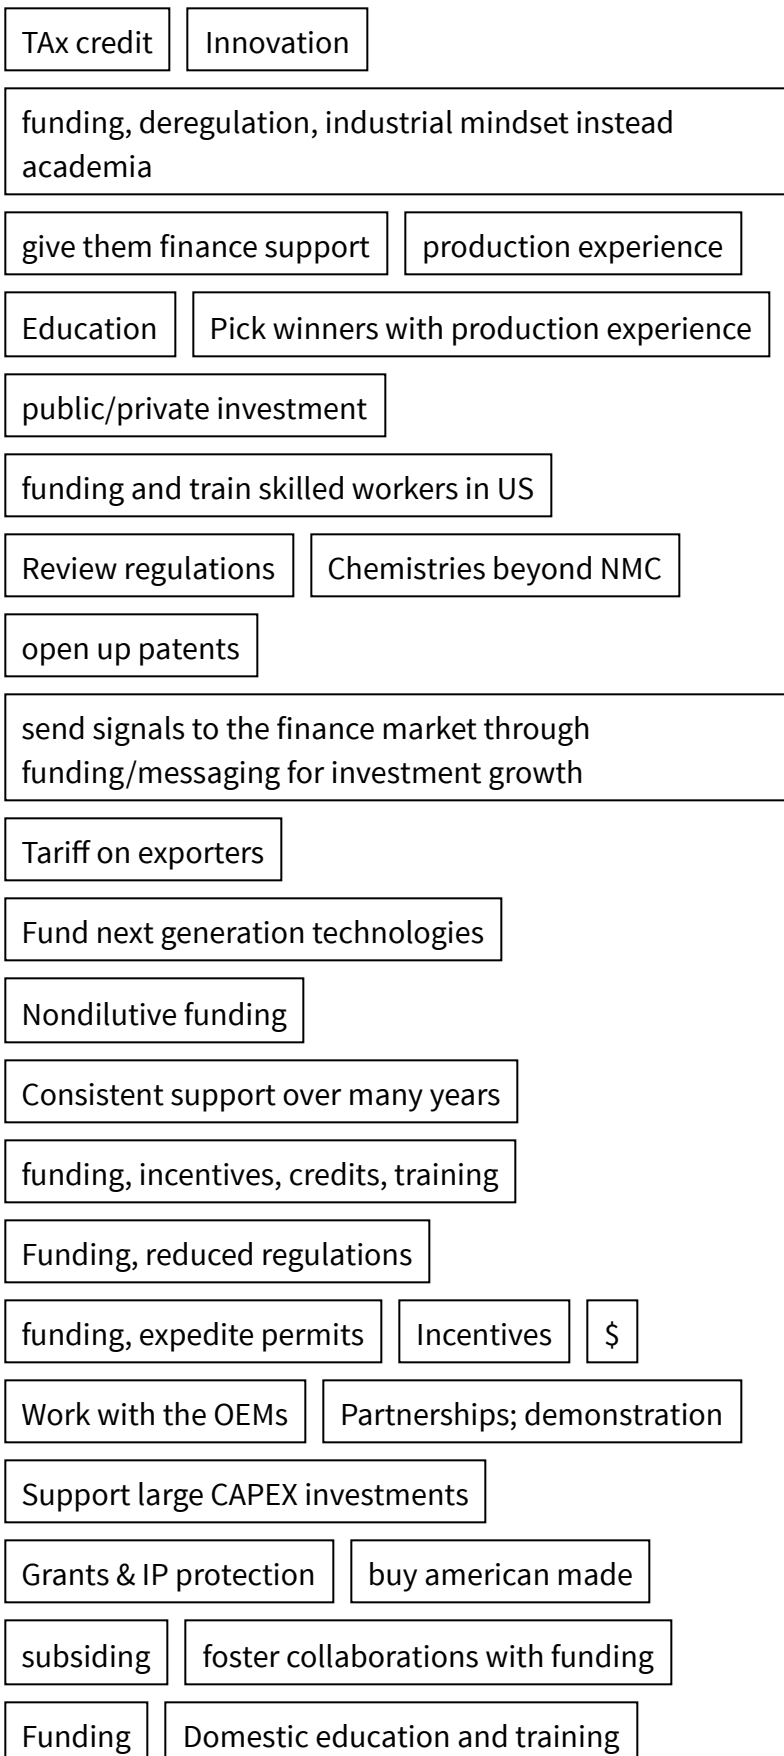 TAx credit Innovation
funding, deregulation, industrial mindset instead
academia
give them finance support production experience
Education Pick winners with production experience
public/private investment
funding and train skilled workers in US
Review regulations Chemistries beyond NMC
open up patents
send signals to the finance market through
funding/messaging for investment growth
Tariff on exporters
Fund next generation technologies
Nondilutive funding
Consistent support over many years
funding, incentives, credits, training
Funding, reduced regulations
funding, expedite permits Incentives $
Work with the OEMs Partnerships; demonstration
Support large CAPEX investments
Grants & IP protection buy american made
subsiding foster collaborations with funding
Funding Domestic education and training